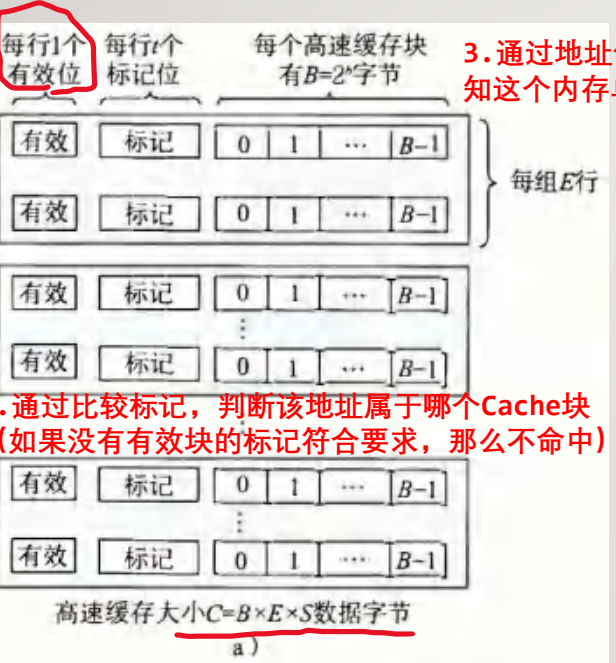 每行1个 每行t个 每个高速缓存块
有效位 标记位 有B=2ᵇ字节
3.通过地址
知这个内存
有效 标记 0 1 … B-1
每组E行
有效 标记 0 1 … B-1
有效 标记 0 1 … B-1
⋮
有效 标记 0 1 … B-1
.通过比较标记，判断该地址属于哪个Cache块
(如果没有有效块的标记符合要求，那么不命中)
有效 标记 0 1 … B-1
⋮
有效 标记 0 1 … B-1
高速缓存大小C=B×E×S数据字节
a）